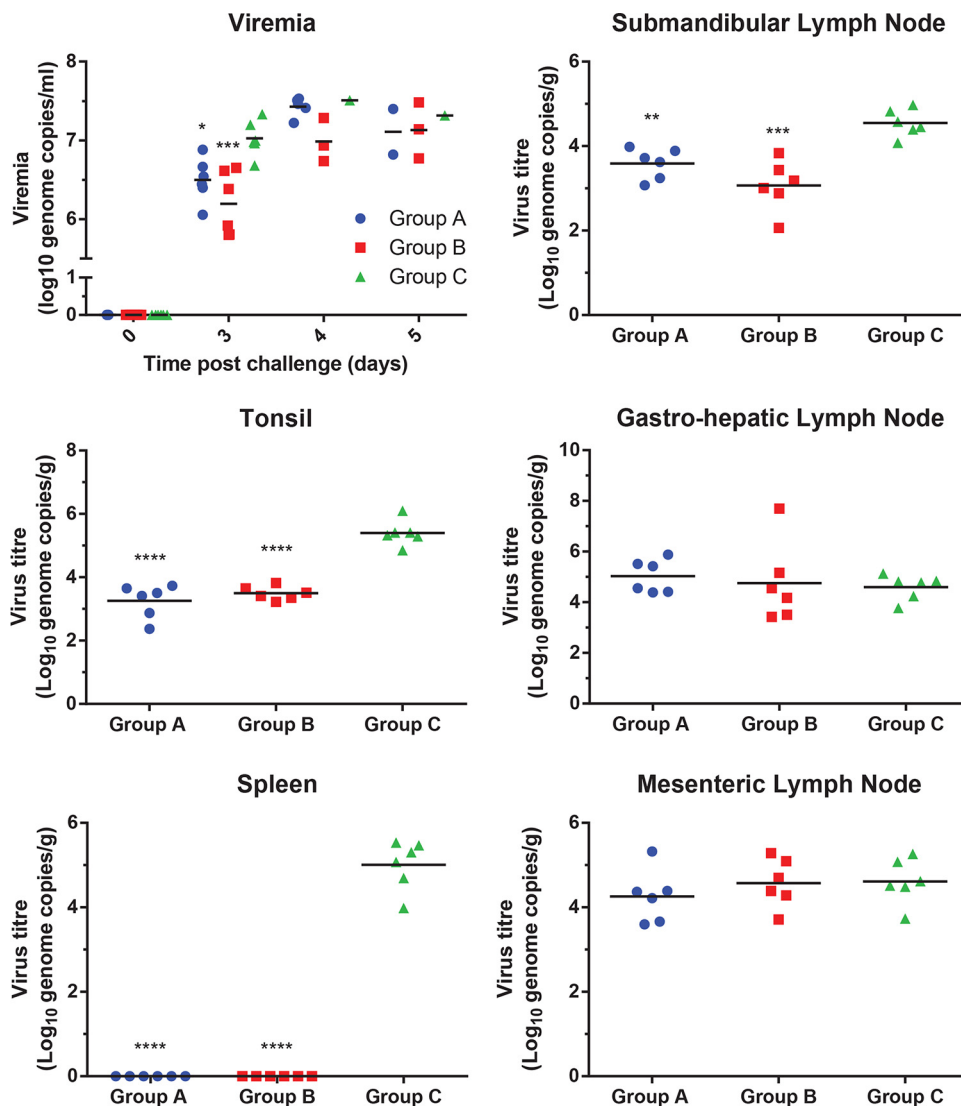 Viremia
Viremia
(log10 genome copies/ml)
8
7
6
1
0
* ***
Group A
Group B
Group C
0 3 4 5
Time post challenge (days)
Submandibular Lymph Node
Virus titre
(Log10 genome copies/g)
6
4
2
0
** ***
Group A Group B Group C
Tonsil
Virus titre
(Log10 genome copies/g)
8
6
4
2
0
**** ****
Group A Group B Group C
Gastro-hepatic Lymph Node
Virus titre
(Log10 genome copies/g)
10
8
6
4
2
0
Group A Group B Group C
Spleen
Virus titre
(Log10 genome copies/g)
6
4
2
0
**** ****
Group A Group B Group C
Mesenteric Lymph Node
Virus titre
(Log10 genome copies/g)
6
4
2
0
Group A Group B Group C